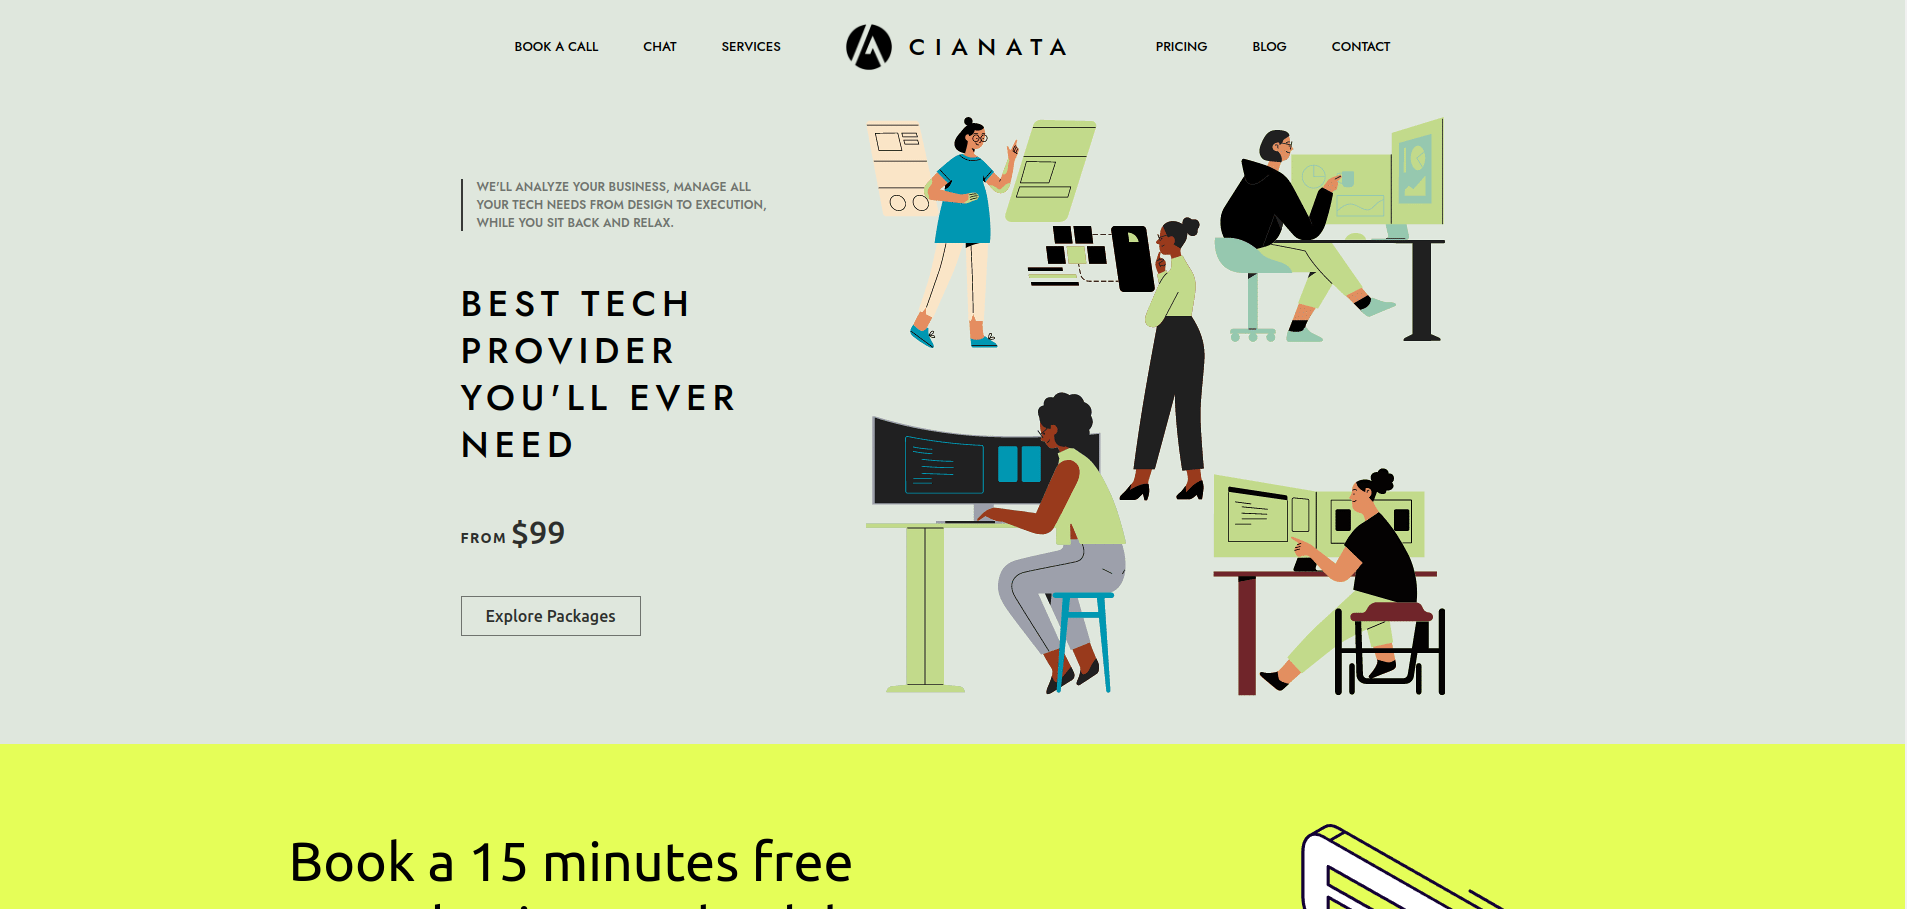 BOOK A CALL CHAT SERVICES CIANATA PRICING BLOG CONTACT
WE'LL ANALYZE YOUR BUSINESS, MANAGE ALL
YOUR TECH NEEDS FROM DESIGN TO EXECUTION,
WHILE YOU SIT BACK AND RELAX.
BEST TECH
PROVIDER
YOU'LL EVER
NEED
FROM $99
Explore Packages
Book a 15 minutes free